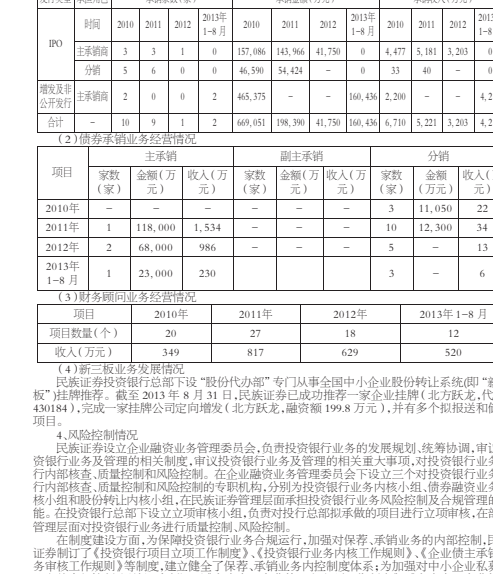 时间 2010 2011 2012 2013年1-8月 2010 2011 2012 2013年1-8月 2010 2011 2012
IPO 主承销商 3 3 1 0 157,086 143,966 41,750 0 4,477 5,181 3,203 0
分销 5 6 0 0 46,590 54,424 - 0 33 40 - 0
增发及非公开发行 主承销商 2 0 0 2 465,375 - - 160,436 2,200 - - 4,2
合计 - 10 9 1 2 669,051 198,390 41,750 160,436 6,710 5,221 3,203 4,2
(2)债券承销业务经营情况
项目 主承销 副主承销 分销
家数(家) 金额(万元) 收入(万元) 家数(家) 金额(万元) 收入(万元) 家数(家) 金额(万元) 收入(万元
2010年 - - - - - - 3 11,050 22
2011年 1 118,000 1,534 - - - 10 12,300 34
2012年 2 68,000 986 - - - 5 - 13
2013年1-8月 1 23,000 230 3 - 6
(3)财务顾问业务经营情况
项目 2010年 2011年 2012年 2013年1-8月
项目数量(个) 20 27 18 12
收入(万元) 349 817 629 520
(4)新三板业务发展情况
民族证券投资银行总部下设“股份代办部”专门从事全国中小企业股份转让系统(即“新
板”)挂牌推荐。截至2013年8月31日,民族证券已成功推荐一家企业挂牌(北方跃龙,代
430184),完成一家挂牌公司定向增发(北方跃龙,融资额199.8万元),并有多个拟报送和储
项目。
4、风险控制情况
民族证券设立企业融资业务管理委员会,负责投资银行业务的发展规划、统筹协调,审议
资银行业务及管理的相关制度,审议投资银行业务及管理的相关重大事项,对投资银行业务
行内部核查、质量控制和风险控制。在企业融资业务管理委员会下设立三个对投资银行业务
行内部核查、质量控制和风险控制的专职机构,分别为投资银行业务内核小组、债券融资业务
核小组和股份转让内核小组,在民族证券管理层面承担投资银行业务风险控制及合规管理的
能。在投资银行总部下设立立项审核小组,负责对投行总部拟承做的项目进行立项审核,在部
管理层面对投资银行业务进行质量控制、风险控制。
在制度建设方面,为保障投资银行业务合规运行,加强对保荐、承销业务的内部控制,民
证券制订了《投资银行项目立项工作制度》、《投资银行业务内核工作规则》、《企业债主承销
务审核工作规则》等制度,建立健全了保荐、承销业务内控制度体系;为加强对中小企业私募